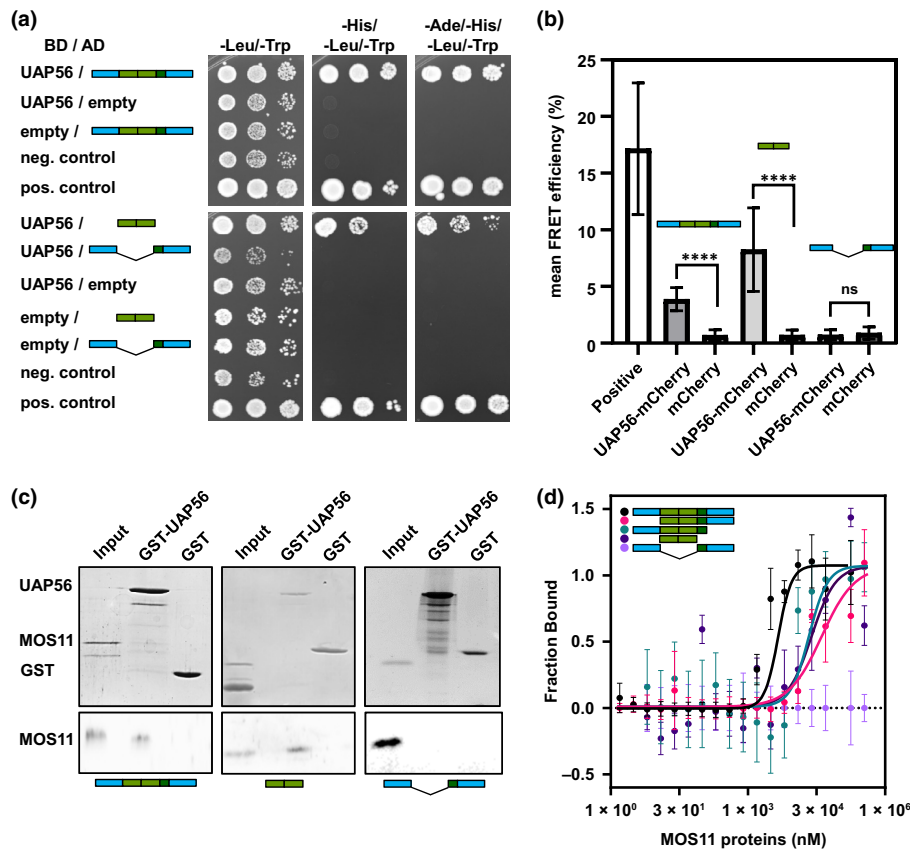 (a)
BD / AD
-Leu/-Trp
-His/
-Leu/-Trp
-Ade/-His/
-Leu/-Trp
UAP56 /
UAP56 / empty
empty /
neg. control
pos. control
UAP56 /
UAP56 /
UAP56 / empty
empty /
empty /
neg. control
pos. control
(b)
mean FRET efficiency (%)
25
20
15
10
5
0
****
****
ns
Positive
UAP56-mCherry
mCherry
UAP56-mCherry
mCherry
UAP56-mCherry
mCherry
(c)
Input
GST-UAP56
GST
Input
GST-UAP56
GST
Input
GST-UAP56
GST
UAP56
MOS11
GST
MOS11
(d)
Fraction Bound
1.5
1.0
0.5
0.0
−0.5
1 × 10⁰
3 × 10¹
1 × 10³
3 × 10⁴
1 × 10⁶
MOS11 proteins (nM)